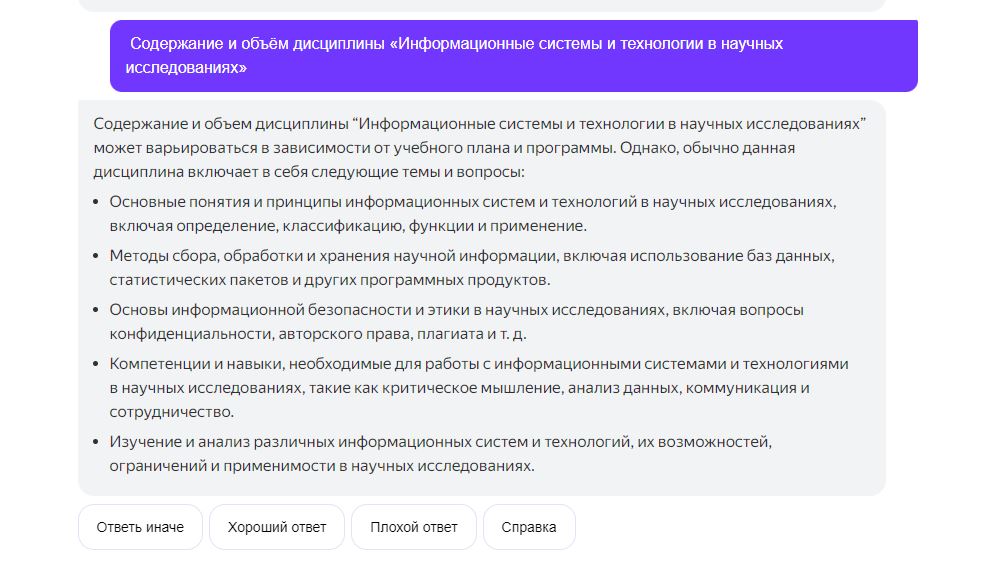 Содержание и объём дисциплины «Информационные системы и технологии в научных
исследованиях»
Содержание и объем дисциплины “Информационные системы и технологии в научных исследованиях”
может варьироваться в зависимости от учебного плана и программы. Однако, обычно данная
дисциплина включает в себя следующие темы и вопросы:
• Основные понятия и принципы информационных систем и технологий в научных исследованиях,
включая определение, классификацию, функции и применение.
• Методы сбора, обработки и хранения научной информации, включая использование баз данных,
статистических пакетов и других программных продуктов.
• Основы информационной безопасности и этики в научных исследованиях, включая вопросы
конфиденциальности, авторского права, плагиата и т. д.
• Компетенции и навыки, необходимые для работы с информационными системами и технологиями
в научных исследованиях, такие как критическое мышление, анализ данных, коммуникация и
сотрудничество.
• Изучение и анализ различных информационных систем и технологий, их возможностей,
ограничений и применимости в научных исследованиях.
Ответь иначе
Хороший ответ
Плохой ответ
Справка